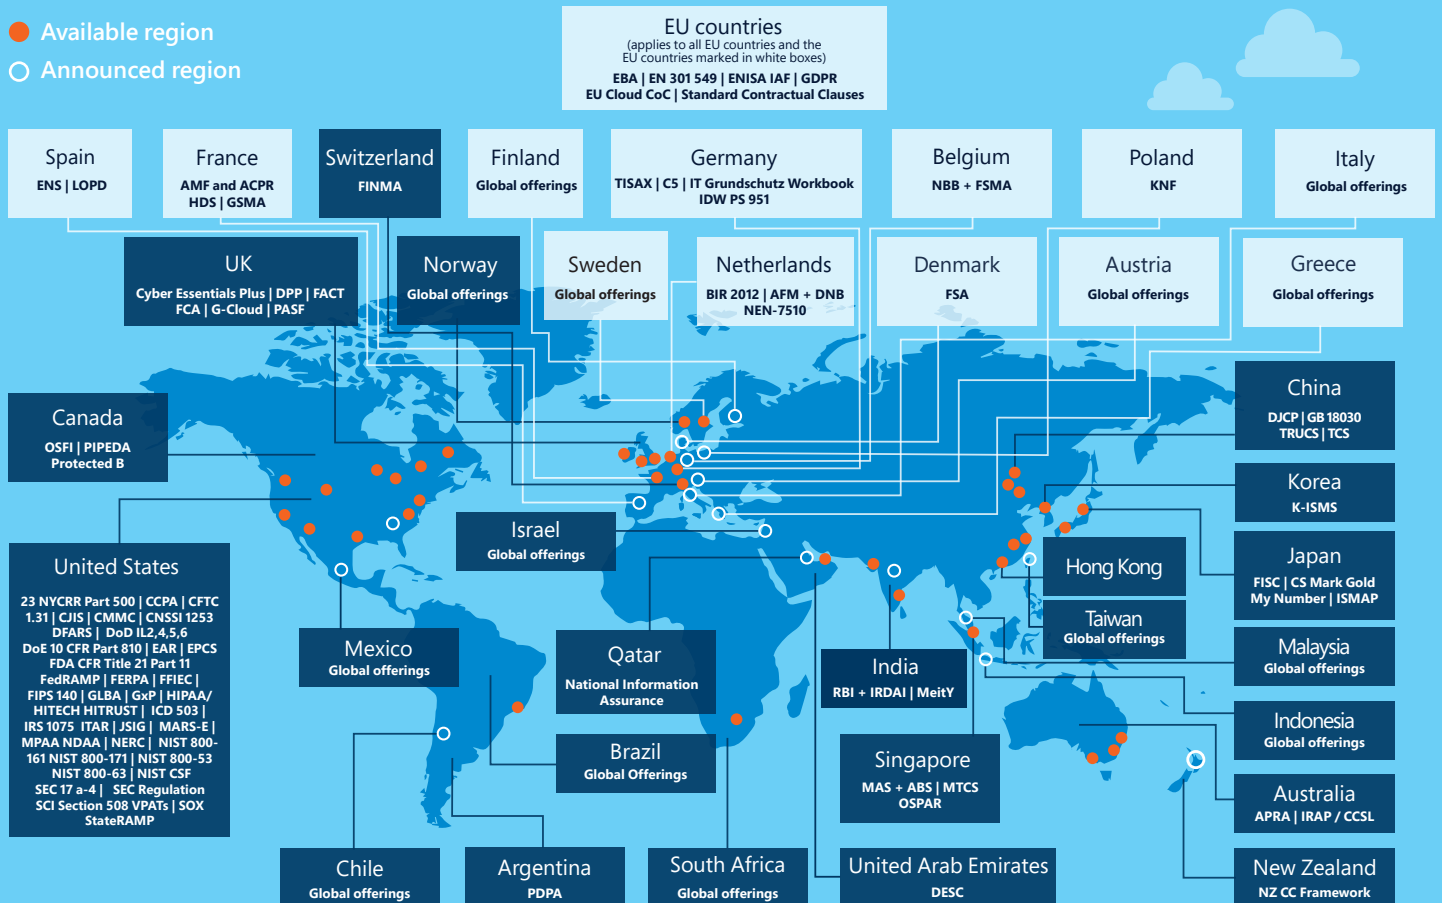 Available region
Announced region
EU countries
(applies to all EU countries and the
EU countries marked in white boxes)
EBA | EN 301 549 | ENISA IAF | GDPR
EU Cloud CoC | Standard Contractual Clauses
Spain
ENS | LOPD
France
AMF and ACPR
HDS | GSMA
Switzerland
FINMA
Finland
Global offerings
Germany
TISAX | C5 | IT Grundschutz Workbook
IDW PS 951
Belgium
NBB + FSMA
Poland
KNF
Italy
Global offerings
UK
Cyber Essentials Plus | DPP | FACT
FCA | G-Cloud | PASF
Norway
Global offerings
Sweden
Global offerings
Netherlands
BIR 2012 | AFM + DNB
NEN-7510
Denmark
FSA
Austria
Global offerings
Greece
Global offerings
Canada
OSFI | PIPEDA
Protected B
China
DJCP | GB 18030
TRUCS | TCS
Korea
K-ISMS
Israel
Global offerings
Japan
FISC | CS Mark Gold
My Number | ISMAP
Hong Kong
Taiwan
Global offerings
United States
23 NYCRR Part 500 | CCPA | CFTC
1.31 | CJIS | CMMC | CNSSI 1253
DFARS | DoD IL2,4,5,6
DoE 10 CFR Part 810 | EAR | EPCS
FDA CFR Title 21 Part 11
FedRAMP | FERPA | FFIEC |
FIPS 140 | GLBA | GxP | HIPAA/
HITECH HITRUST | ICD 503 |
IRS 1075 ITAR | JSIG | MARS-E |
MPAA NDAA | NERC | NIST 800-
161 NIST 800-171 | NIST 800-53
NIST 800-63 | NIST CSF
SEC 17 a-4 | SEC Regulation
SCI Section 508 VPATs | SOX
StateRAMP
Mexico
Global offerings
Qatar
National Information
Assurance
India
RBI + IRDAI | MeitY
Malaysia
Global offerings
Indonesia
Global offerings
Brazil
Global Offerings
Singapore
MAS + ABS | MTCS
OSPAR
Australia
APRA | IRAP / CCSL
Chile
Global offerings
Argentina
PDPA
South Africa
Global offerings
United Arab Emirates
DESC
New Zealand
NZ CC Framework